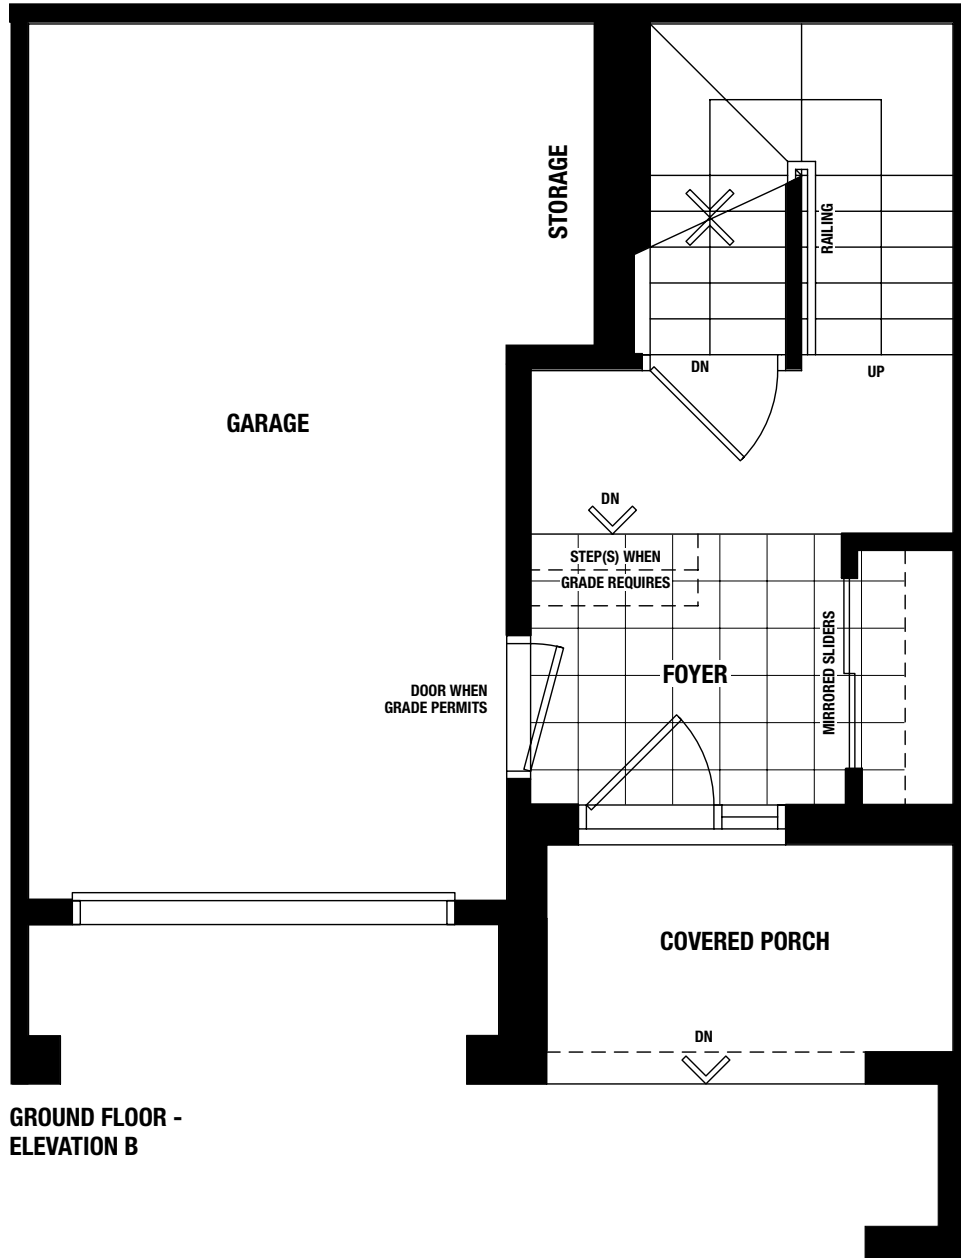 STORAGE
RAILING
DN
UP
GARAGE
DN
STEP(S) WHEN
GRADE REQUIRES
MIRRORED SLIDERS
FOYER
DOOR WHEN
GRADE PERMITS
COVERED PORCH
DN
GROUND FLOOR -
ELEVATION B